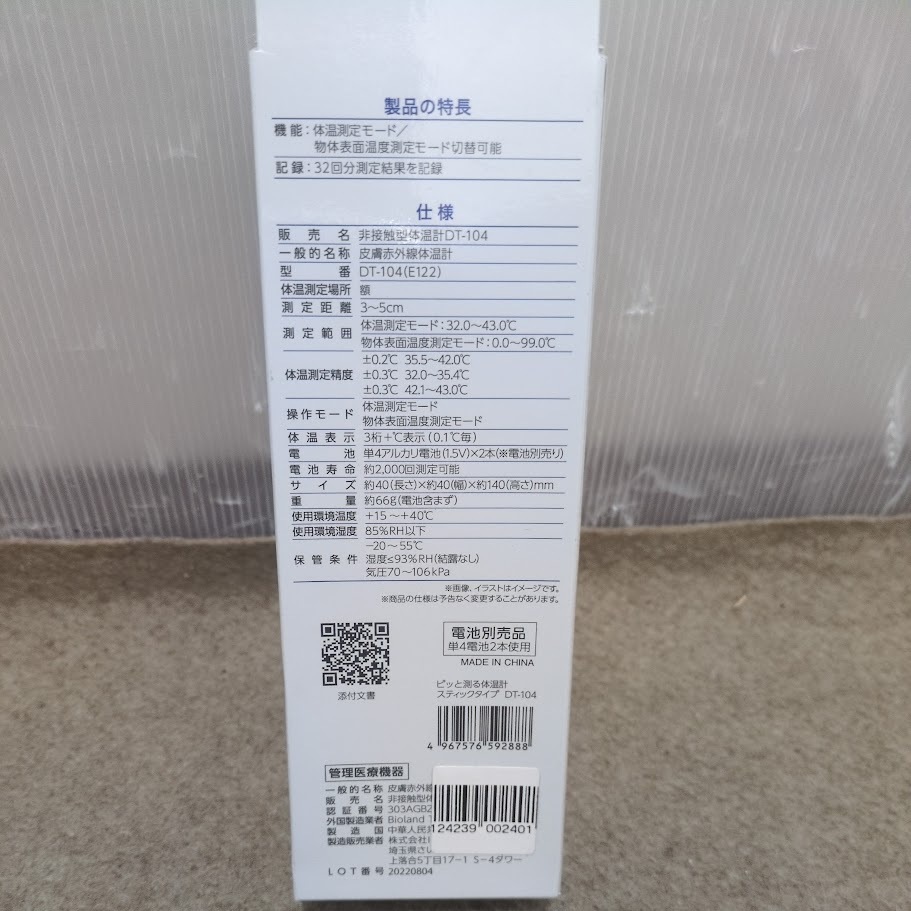 製品の特長
機能：体温測定モード／
物体表面温度測定モード切替可能
記録：32回分測定結果を記録
仕様
販売名 非接触型体温計DT-104
一般的名称 皮膚赤外線体温計
型番 DT-104(E122)
体温測定場所 額
測定距離 3～5cm
測定範囲 体温測定モード：32.0～43.0℃
物体表面温度測定モード：0.0～99.0℃
体温測定精度 ±0.2℃ 35.5～42.0℃
±0.3℃ 32.0～35.4℃
±0.3℃ 42.1～43.0℃
操作モード 体温測定モード
物体表面温度測定モード
体温表示 3桁+℃表示(0.1℃毎)
電池 単4アルカリ電池(1.5V)×2本(※電池別売り)
電池寿命 約2,000回測定可能
サイズ 約40(長さ)×約40(幅)×約140(高さ)mm
重量 約66g(電池含まず)
使用環境温度 +15～+40℃
使用環境湿度 85%RH以下
保管条件 −20～55℃
湿度≤93%RH(結露なし)
気圧70～106kPa
※画像、イラストはイメージです。
※商品の仕様は予告なく変更することがあります。
添付文書
電池別売品
単4電池2本使用
MADE IN CHINA
ピッと測る体温計
スティックタイプ DT-104
4 967576 592888
管理医療機器
一般的名称 皮膚赤外線
販売名 非接触型体
認証番号 303AGBZ
外国製造業者 Bioland
製造国 中華人民
製造販売業者 株式会社
埼玉県さい
上落合5丁目17-1 S-4タワー
LOT番号 20220804
124239 002401